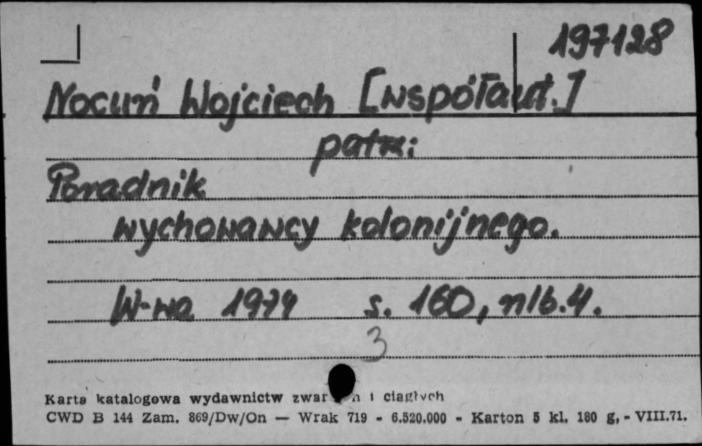 197128
Nocuń Wojciech [współaut.]
patrz:
Poradnik
wychowawcy kolonijnego.
W-wa 1974 s. 160, nlb. 4.
3
Karta katalogowa wydawnictw zwar i ciągłych
CWD B 144 Zam. 869/Dw/On — Wrak 719 - 6.520.000 - Karton 5 kl. 180 g, - VIII.71.